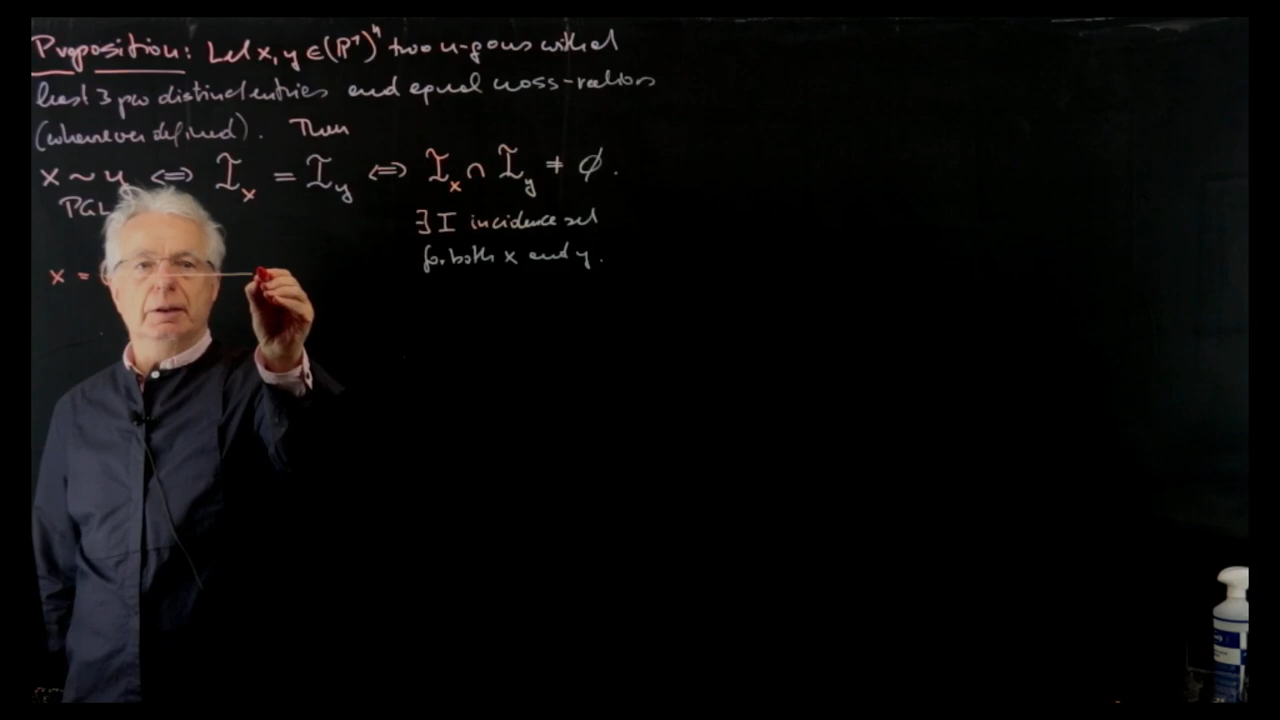 Proposition: Let x, y ∈ (P¹)ⁿ two n-gons with at
least 3 pw distinct entries and equal cross-ratios
(whenever defined). Then
x ~ y ⇔ I_x = I_y ⇔ I_x ∩ I_y ≠ ∅.
PGL
∃ I incidence set
for both x and y.
x = (